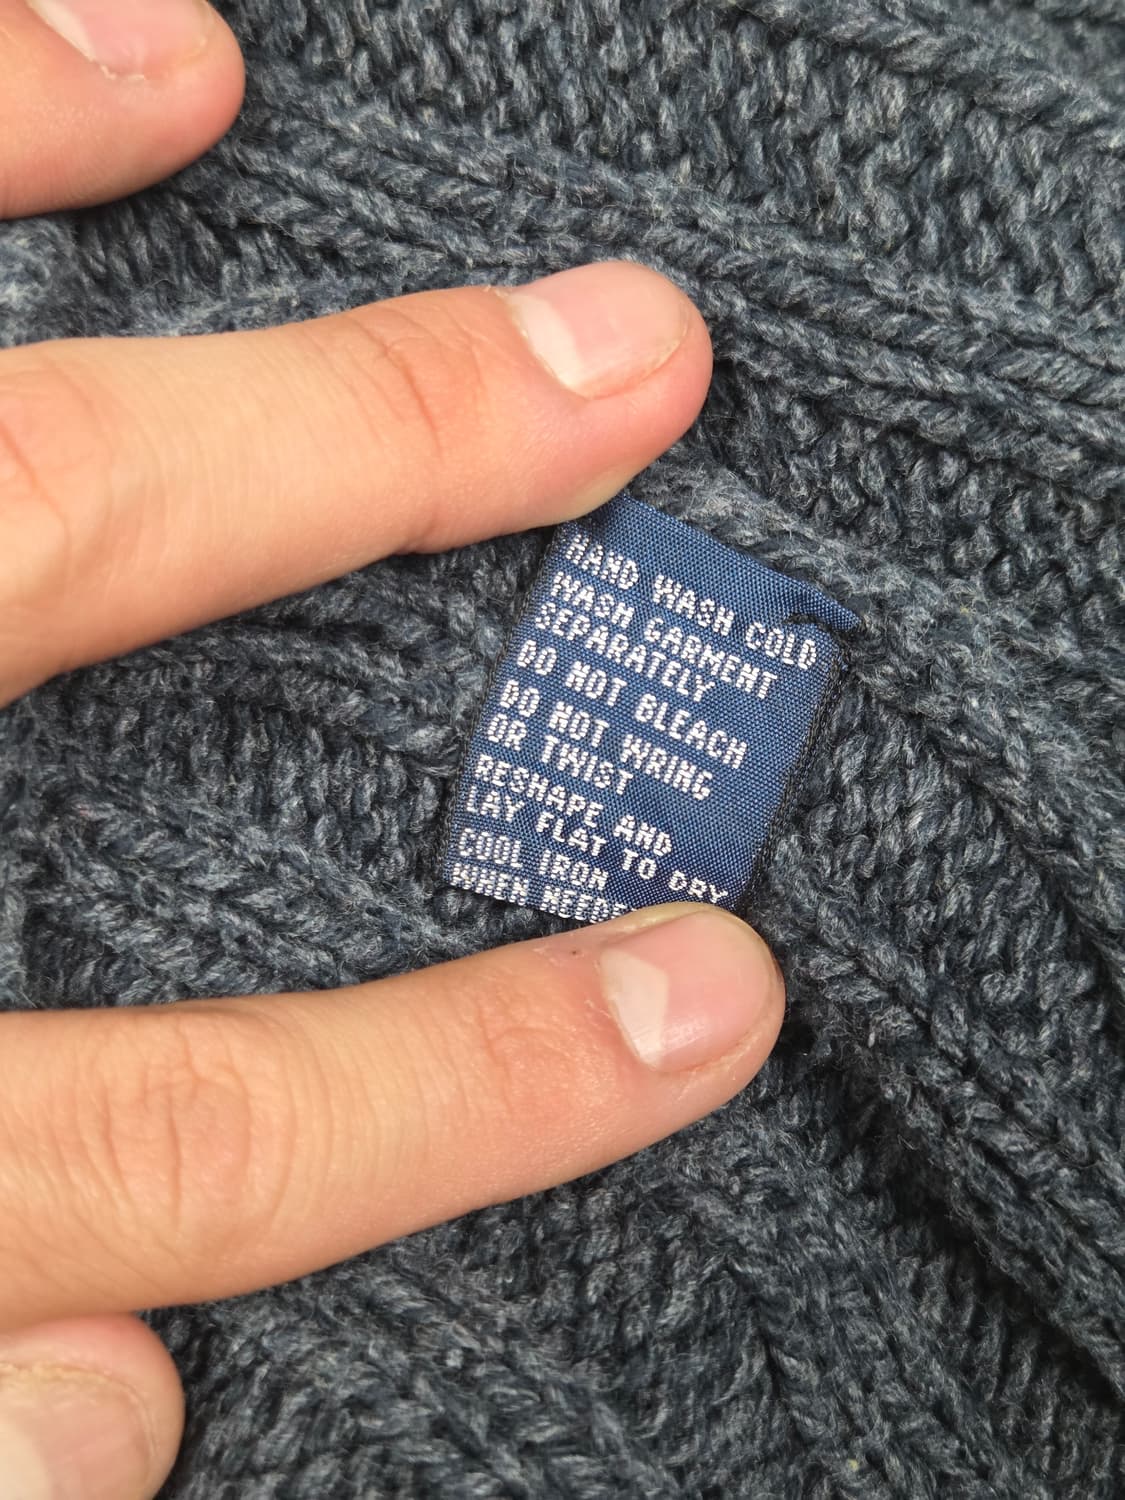 HAND WASH COLD
WASH GARMENT
SEPARATELY
DO NOT BLEACH
DO NOT WRING
OR TWIST
RESHAPE AND
LAY FLAT TO DRY
COOL IRON
WHEN